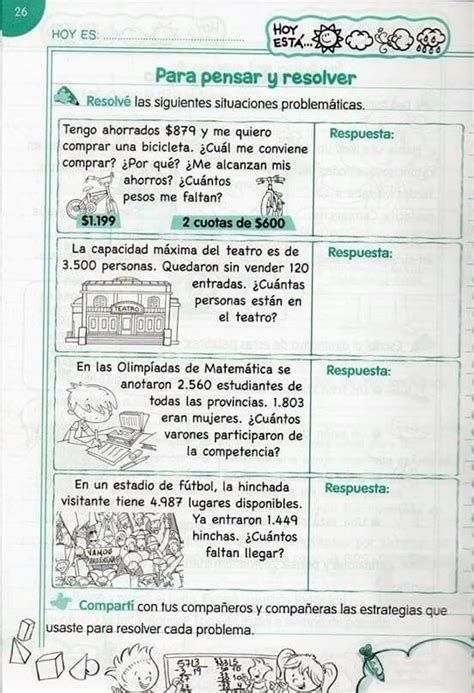 26
HOY ES:
HOY
ESTÁ...
Para pensar y resolver
Resolvé las siguientes situaciones problemáticas.
Tengo ahorrados $879 y me quiero
comprar una bicicleta. ¿Cuál me conviene
comprar? ¿Por qué? ¿Me alcanzan mis
ahorros? ¿Cuántos
pesos me faltan?
$1.199
2 cuotas de $600
Respuesta:
La capacidad máxima del teatro es de
3.500 personas. Quedaron sin vender 120
entradas. ¿Cuántas
personas están en
el teatro?
TEATRO
Respuesta:
En las Olimpíadas de Matemática se
anotaron 2.560 estudiantes de
todas las provincias. 1.803
eran mujeres. ¿Cuántos
varones participaron de
la competencia?
Respuesta:
En un estadio de fútbol, la hinchada
visitante tiene 4.987 lugares disponibles.
Ya entraron 1.449
hinchas. ¿Cuántos
faltan llegar?
VAMOS
Respuesta:
Compartí con tus compañeros y compañeras las estrategias que
usaste para resolver cada problema.